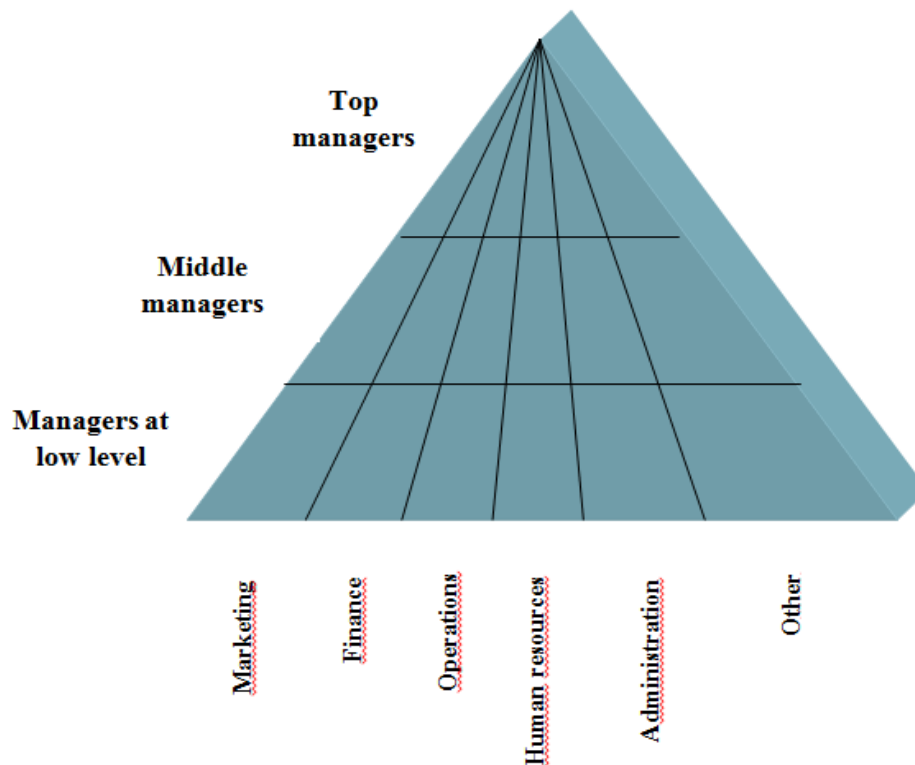 Top
managers
Middle
managers
Managers at
low level
Marketing
Finance
Operations
Human resources
Administration
Other